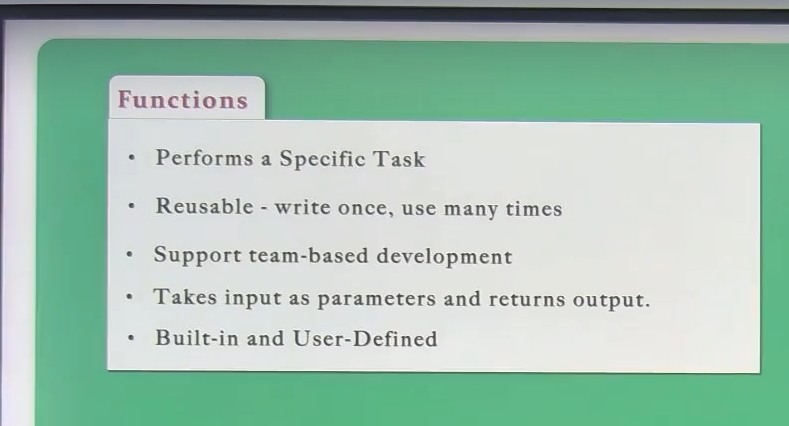 Functions
• Performs a Specific Task
• Reusable - write once, use many times
• Support team-based development
• Takes input as parameters and returns output.
• Built-in and User-Defined